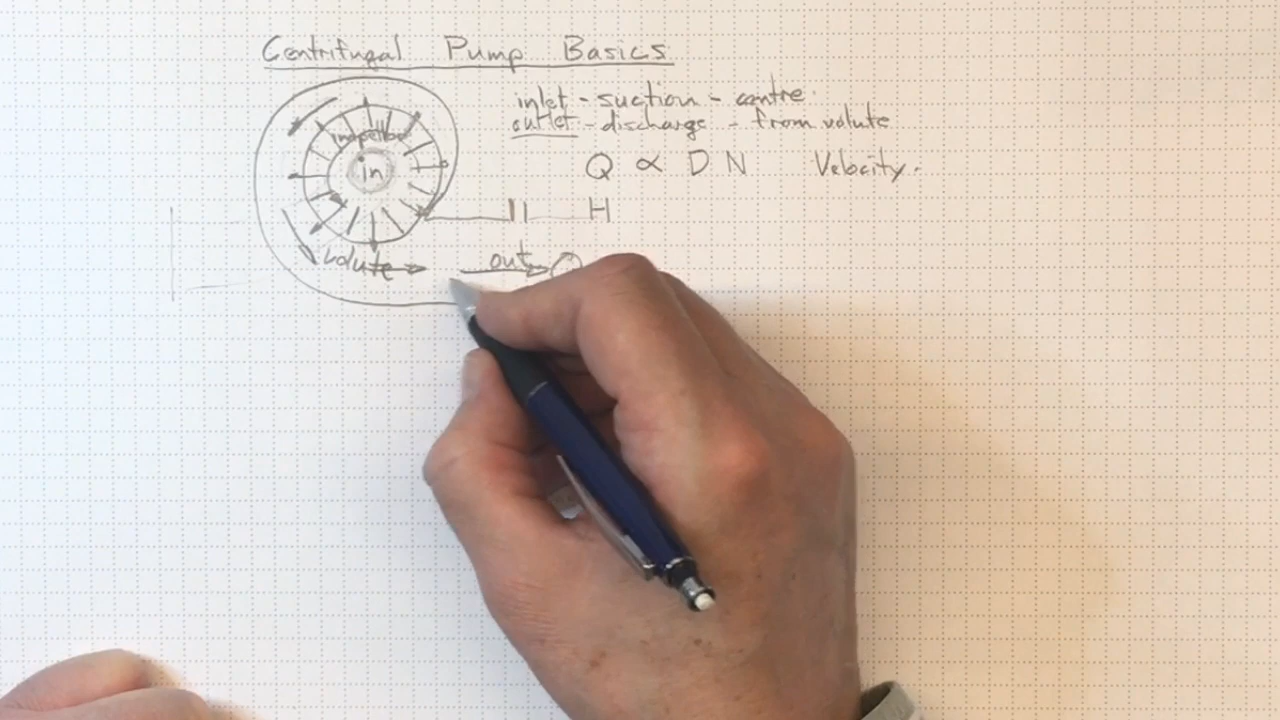 Centrifugal Pump Basics
inlet - suction - centre.
outlet - discharge - from volute
Impeller
in
Q ∝ D N Velocity.
H
volute
out